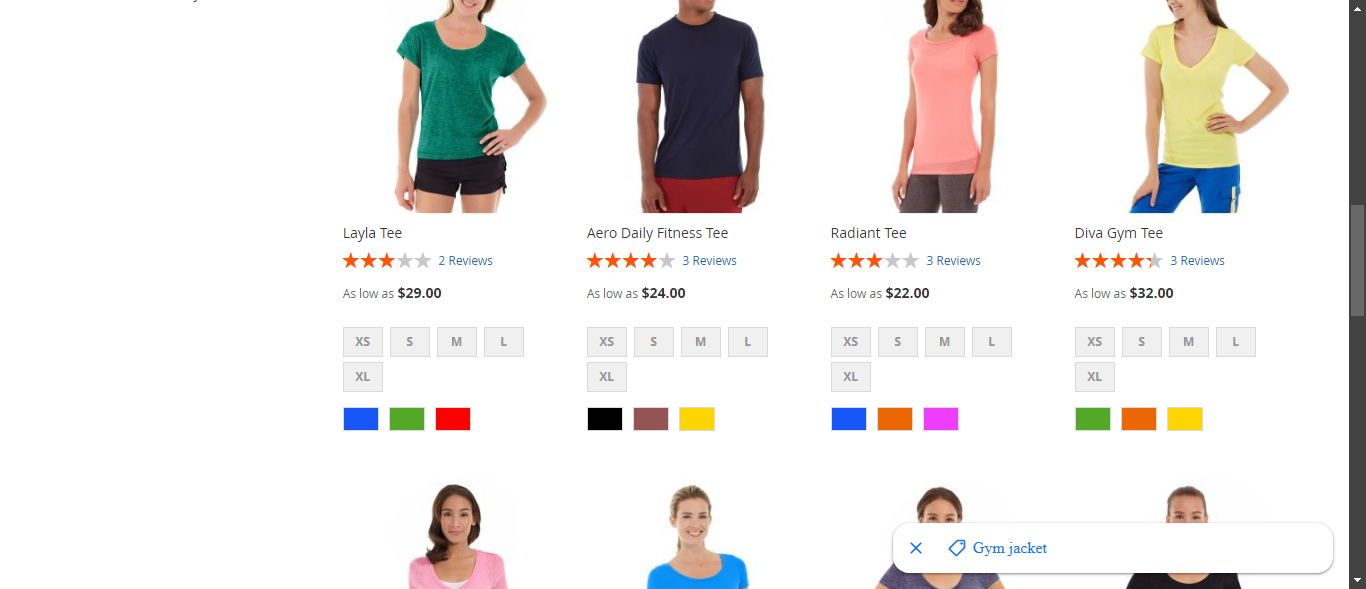 Layla Tee
2 Reviews
As low as $29.00
XS S M L
XL
Aero Daily Fitness Tee
3 Reviews
As low as $24.00
XS S M L
XL
Radiant Tee
3 Reviews
As low as $22.00
XS S M L
XL
Diva Gym Tee
3 Reviews
As low as $32.00
XS S M L
XL
Gym jacket